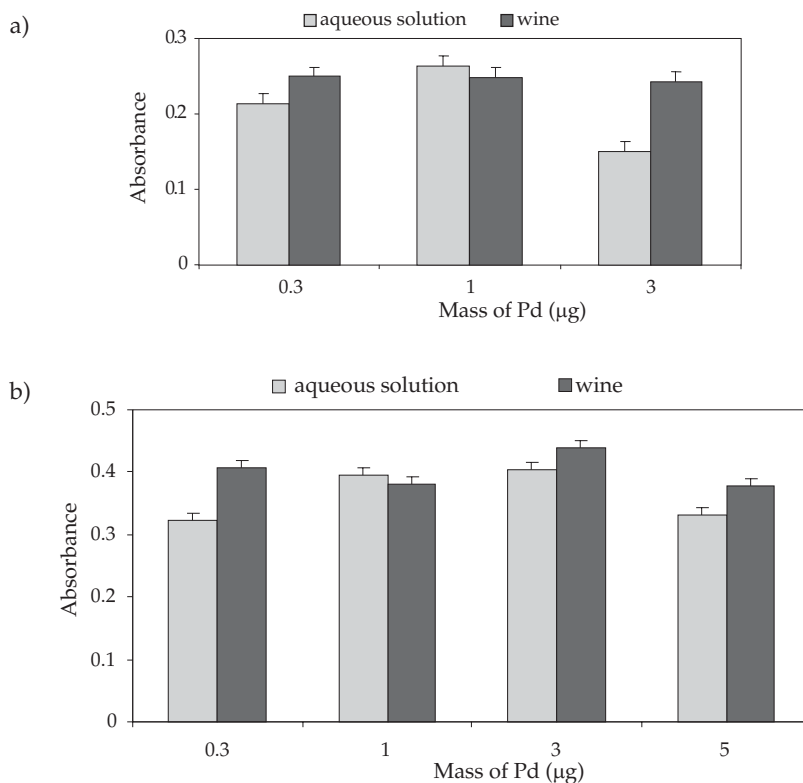 a)
aqueous solution wine
0.3
0.2
0.1
0
Absorbance
0.3 1 3
Mass of Pd (µg)
b)
aqueous solution wine
0.5
0.4
0.3
0.2
0.1
0
Absorbance
0.3 1 3 5
Mass of Pd (µg)